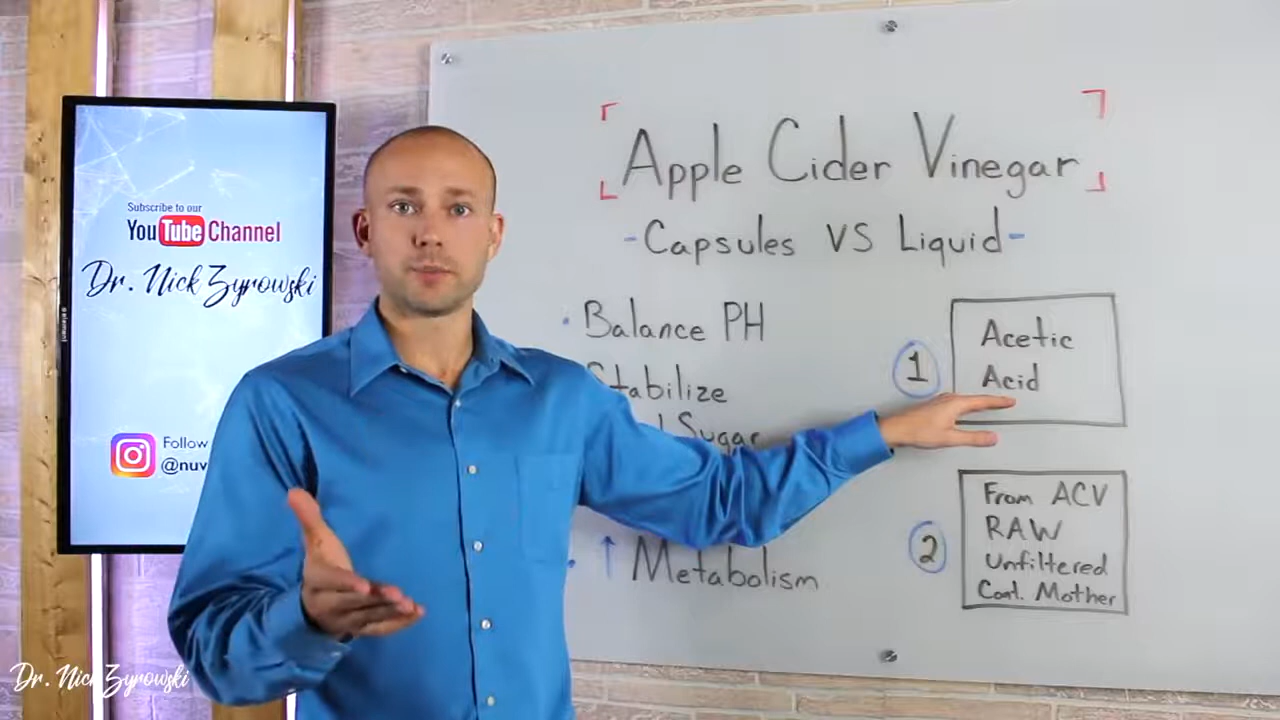 Subscribe to our
YouTube Channel
Dr. Nick Zyrowski
Follow
@nuv
Apple Cider Vinegar
- Capsules VS Liquid -
• Balance PH
Stabilize
Sugar
• ↑ Metabolism
1
Acetic
Acid
2
From ACV
RAW
Unfiltered
Cont. Mother
Dr. Nick Zyrowski